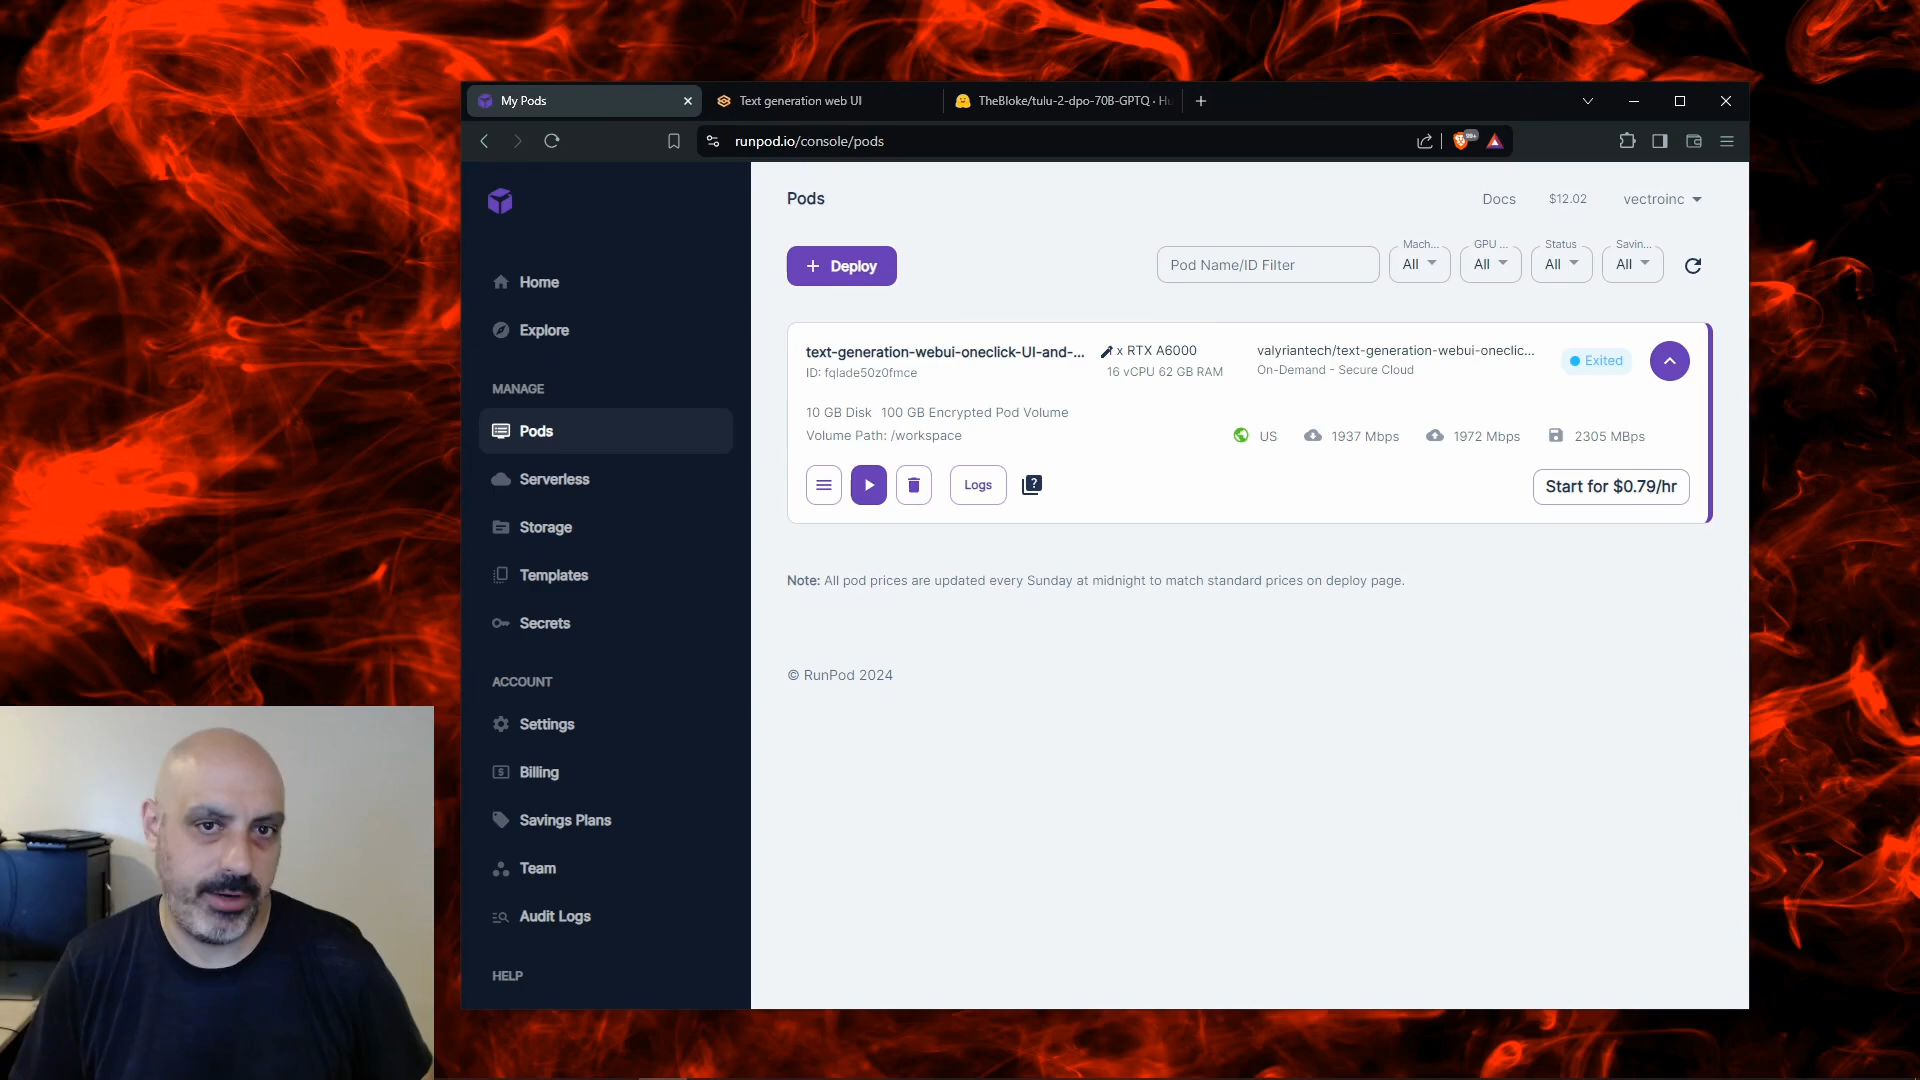 My Pods
Text generation web UI
TheBloke/tulu-2-dpo-70B-GPTQ · Hu
runpod.io/console/pods
99+
Pods
Docs
$12.02
vectroinc
+ Deploy
Pod Name/ID Filter
Mach...
All
GPU ...
All
Status
All
Savin...
All
Home
Explore
MANAGE
Pods
Serverless
Storage
Templates
Secrets
ACCOUNT
Settings
Billing
Savings Plans
Team
Audit Logs
HELP
text-generation-webui-oneclick-UI-and-...
ID: fqlade50z0fmce
x RTX A6000
16 vCPU 62 GB RAM
valyriantech/text-generation-webui-oneclic...
On-Demand - Secure Cloud
Exited
10 GB Disk 100 GB Encrypted Pod Volume
Volume Path: /workspace
US
1937 Mbps
1972 Mbps
2305 MBps
Logs
?
Start for $0.79/hr
Note: All pod prices are updated every Sunday at midnight to match standard prices on deploy page.
© RunPod 2024